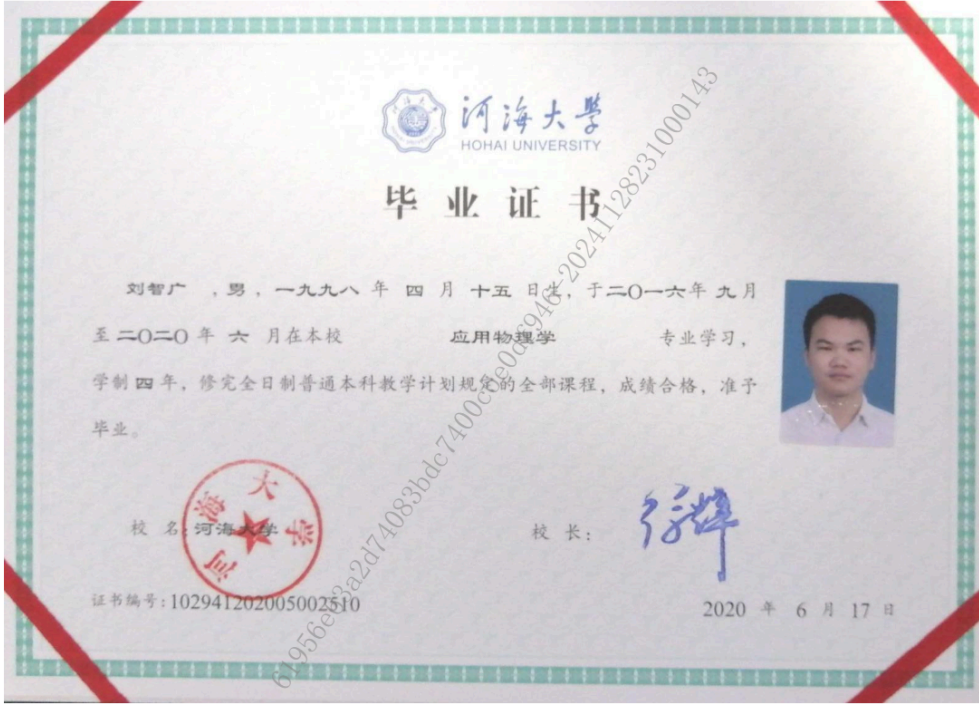 河海大學
HOHAI UNIVERSITY
毕业证书
刘智广 ，男，一九九八 年 四 月 十五 日生，于二〇一六年 九月
至 二〇二〇 年 六 月在本校 应用物理学 专业学习，
学制 四 年，修完全日制普通本科教学计划规定的全部课程，成绩合格，准予
毕业。
河海大学
校 名：河海大学
校 长：
证书编号：102941202005002510
2020 年 6 月 17 日